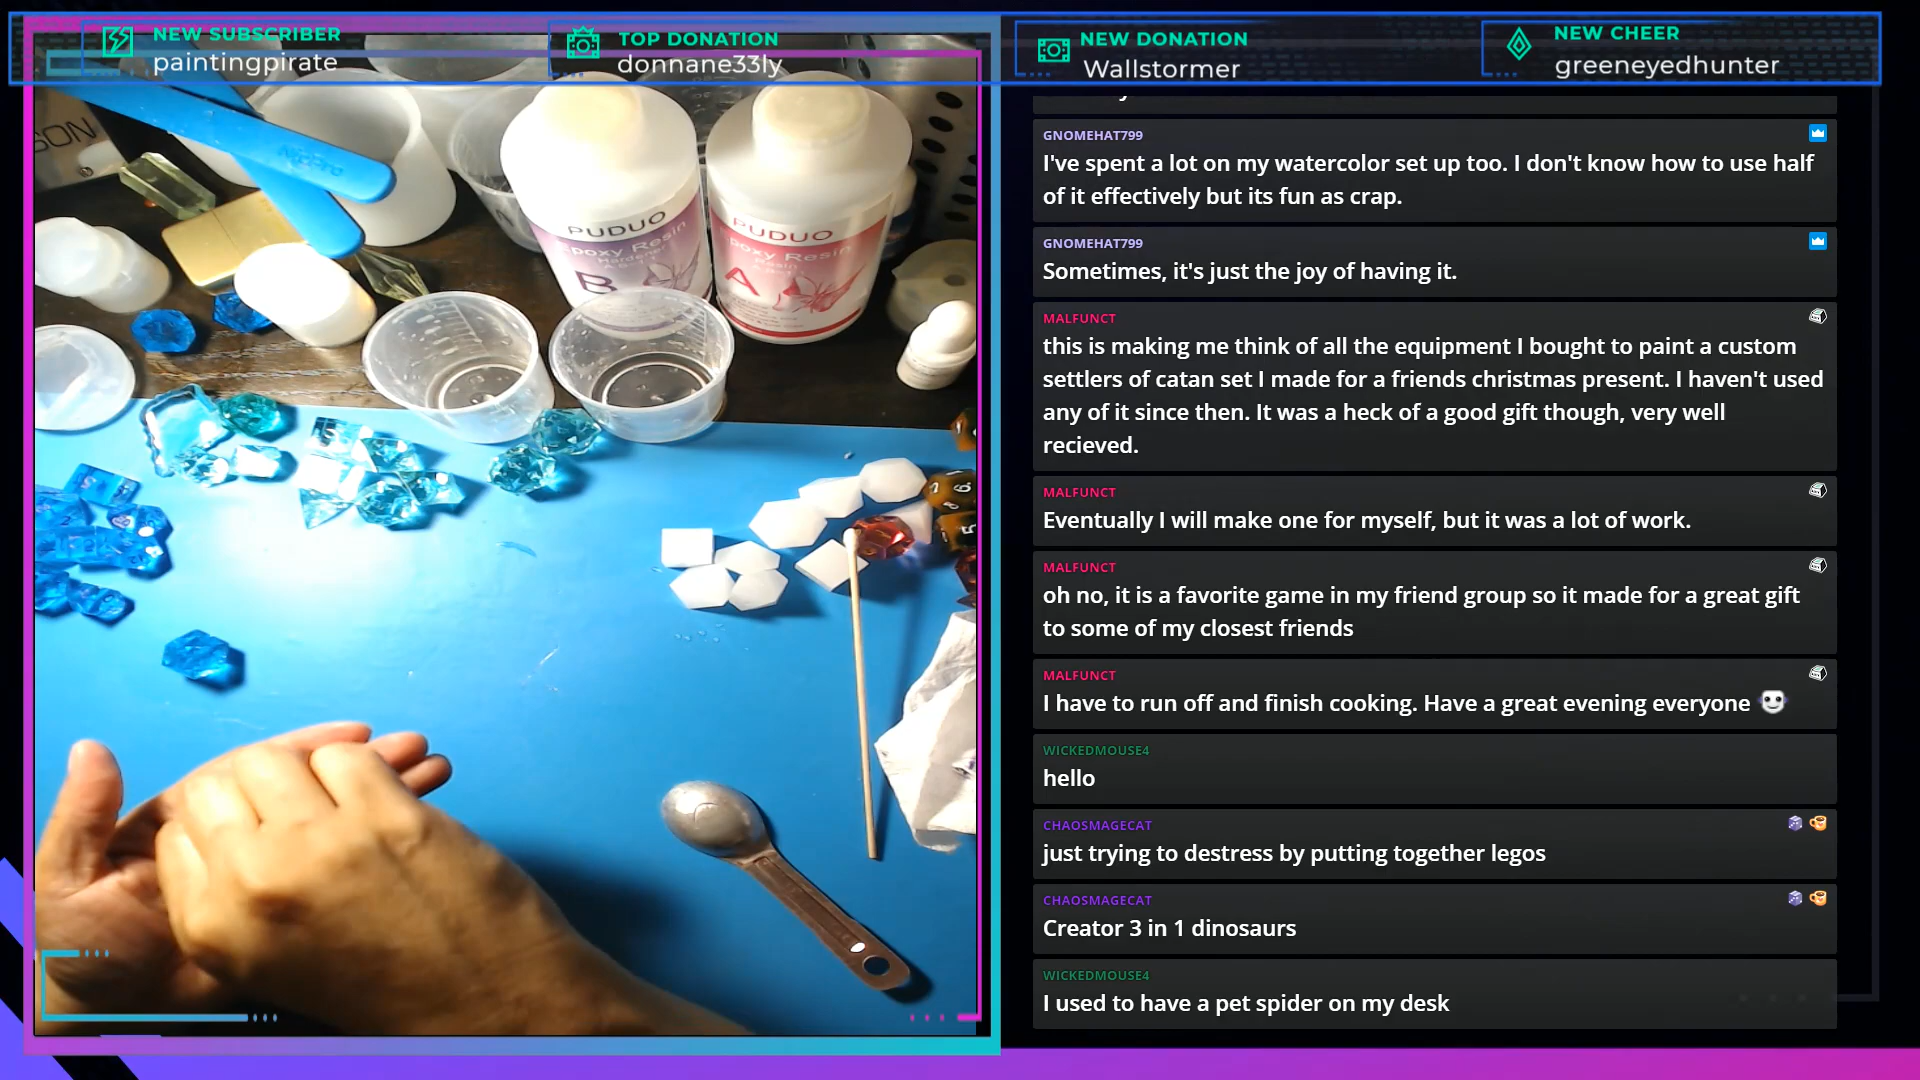 NEW SUBSCRIBER
paintingpirate
TOP DONATION
donnane33ly
NEW DONATION
Wallstormer
NEW CHEER
greeneyedhunter
PUDUO
Epoxy Resin
Hardener
B
PUDUO
poxy Resin
Resin
A
GNOMEHAT799
I've spent a lot on my watercolor set up too. I don't know how to use half
of it effectively but its fun as crap.
GNOMEHAT799
Sometimes, it's just the joy of having it.
MALFUNCT
this is making me think of all the equipment I bought to paint a custom
settlers of catan set I made for a friends christmas present. I haven't used
any of it since then. It was a heck of a good gift though, very well
recieved.
MALFUNCT
Eventually I will make one for myself, but it was a lot of work.
MALFUNCT
oh no, it is a favorite game in my friend group so it made for a great gift
to some of my closest friends
MALFUNCT
I have to run off and finish cooking. Have a great evening everyone
WICKEDMOUSE4
hello
CHAOSMAGECAT
just trying to destress by putting together legos
CHAOSMAGECAT
Creator 3 in 1 dinosaurs
WICKEDMOUSE4
I used to have a pet spider on my desk